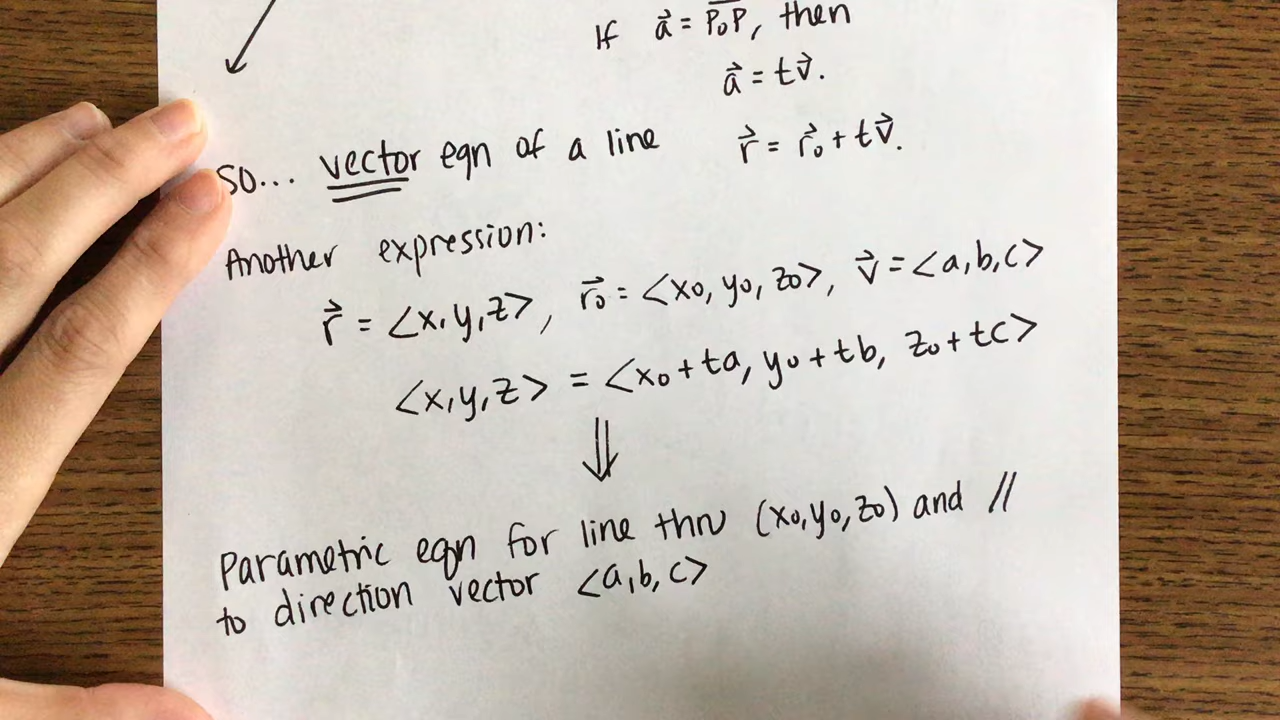 If a⃗ = P₀P⃗, then
a⃗ = tv⃗.
SO... vector eqn of a line r⃗ = r⃗₀ + tv⃗.
Another expression:
r⃗ = <x,y,z>, r⃗₀ = <x₀, y₀, z₀>, v⃗ = <a,b,c>
<x,y,z> = <x₀ + ta, y₀ + tb, z₀ + tc>
⇓
Parametric eqn for line thru (x₀,y₀,z₀) and //
to direction vector <a,b,c>